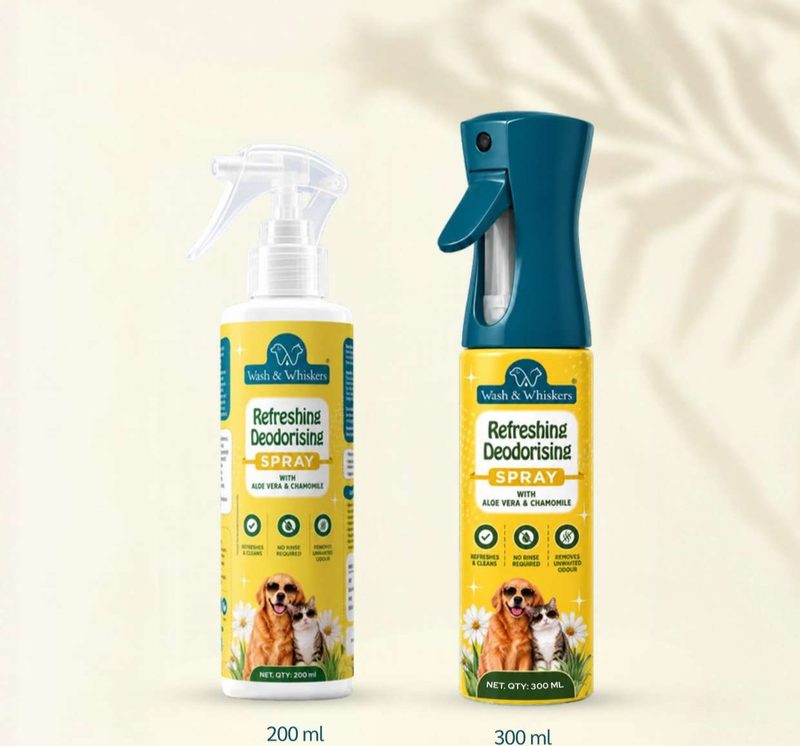 Wash & Whiskers
®
Refreshing
Deodorising
SPRAY
WITH
ALOE VERA & CHAMOMILE
REFRESHES
& CLEANS
NO RINSE
REQUIRED
REMOVES
UNWANTED
ODOUR
NET. QTY: 200 ml
200 ml
Wash & Whiskers
®
Refreshing
Deodorising
SPRAY
WITH
ALOE VERA & CHAMOMILE
REFRESHES
& CLEANS
NO RINSE
REQUIRED
REMOVES
UNWANTED
ODOUR
NET. QTY: 300 ML
300 ml